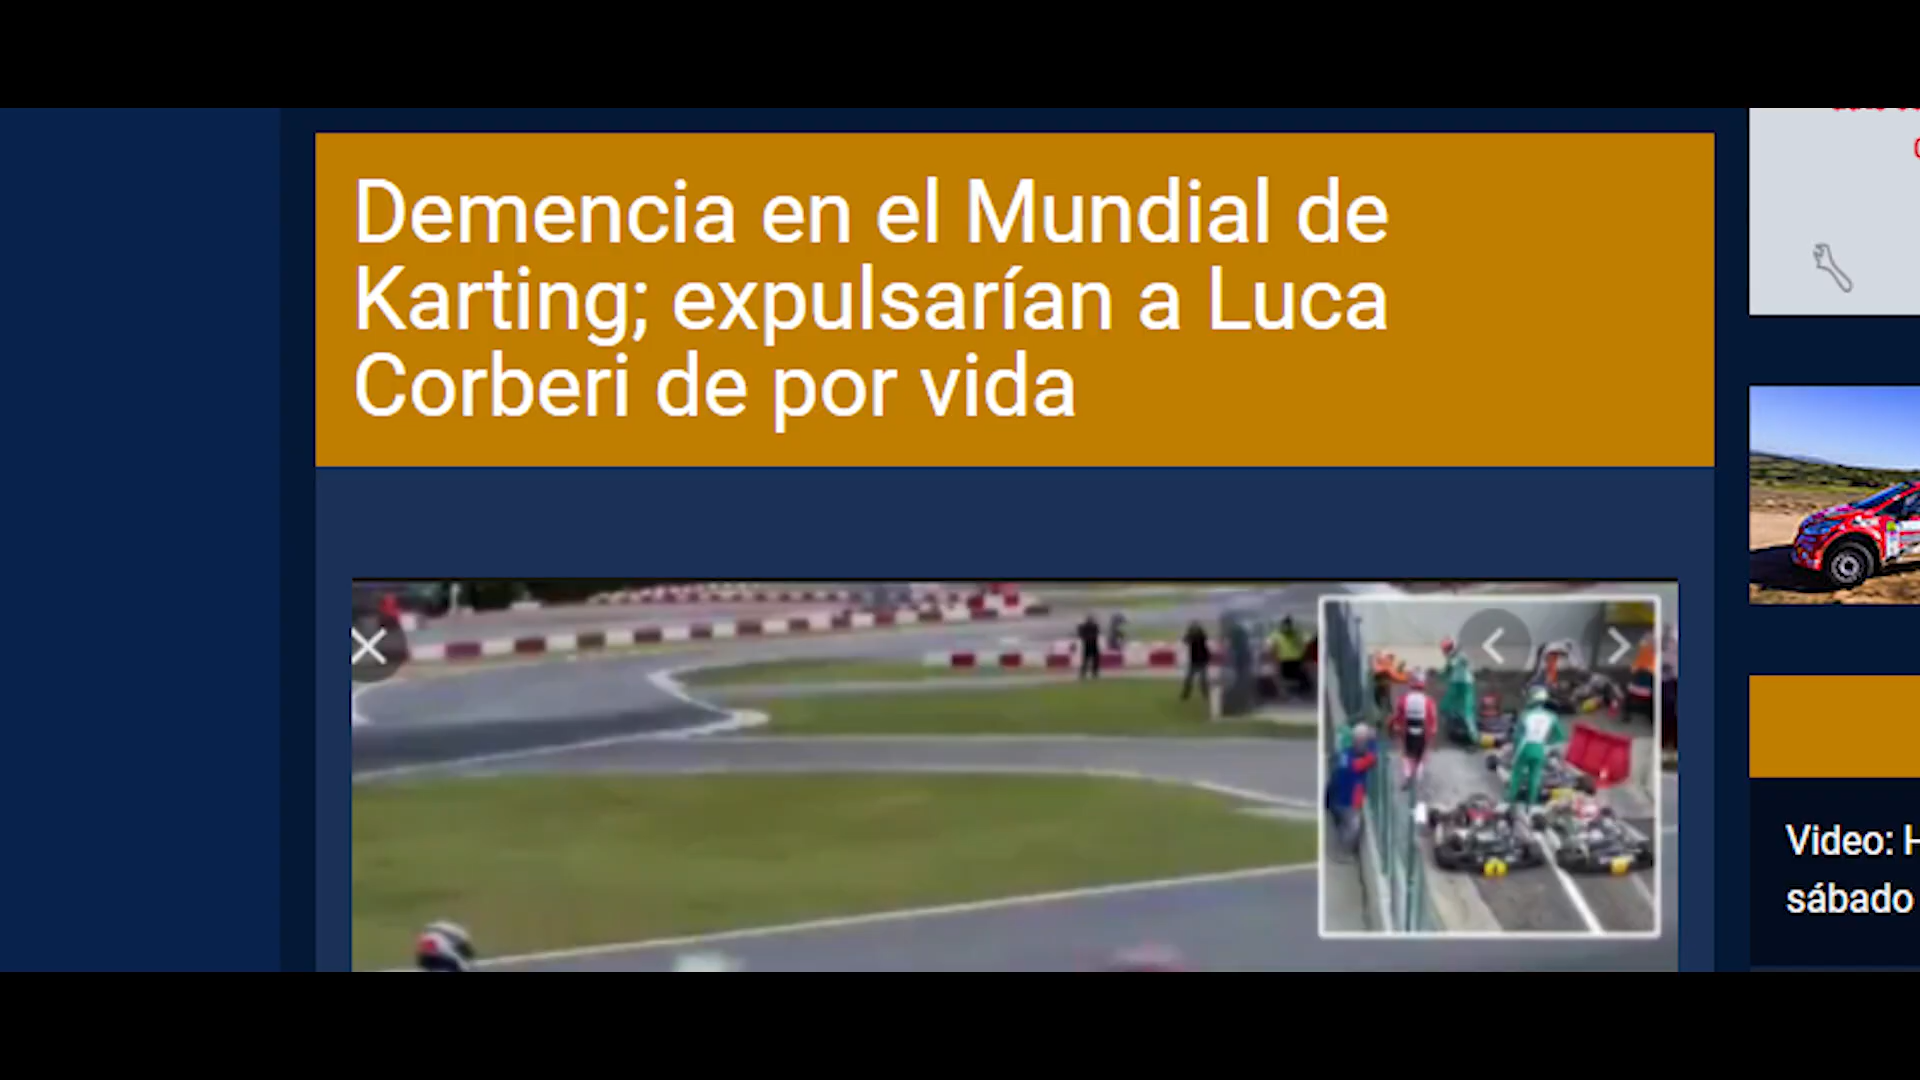 Demencia en el Mundial de
Karting; expulsarían a Luca
Corberi de por vida
Video:
sábado